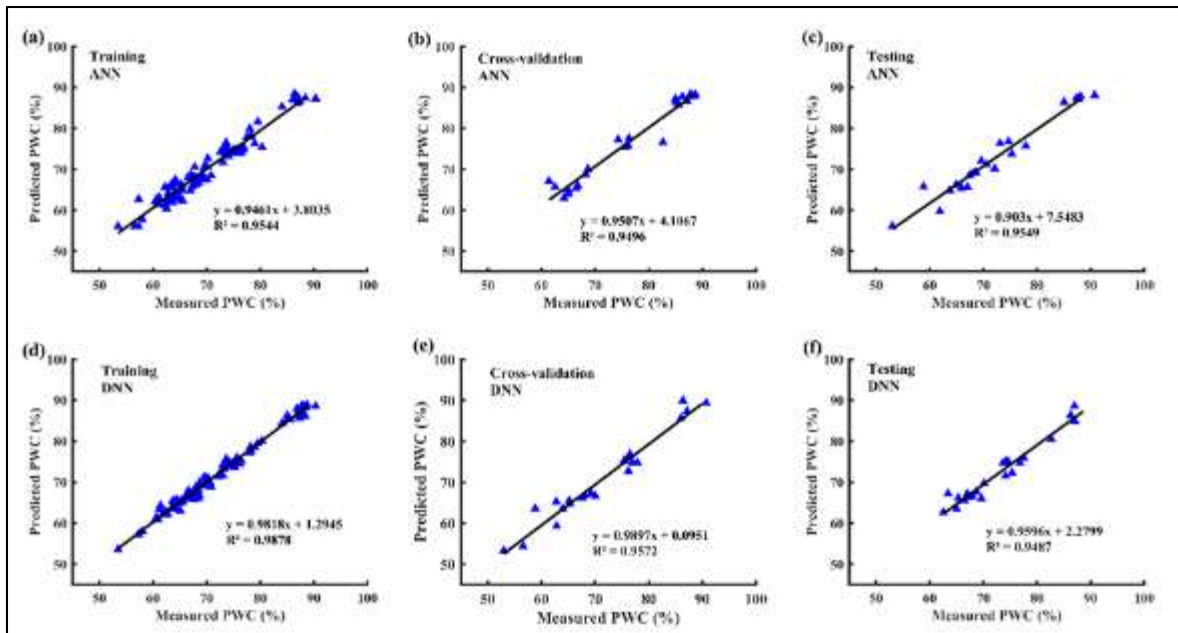 (a)
Training
ANN
y = 0.9461x + 3.8035
R² = 0.9544
Predicted PWC (%)
100
90
80
70
60
50
50 60 70 80 90 100
Measured PWC (%)
(b)
Cross-validation
ANN
y = 0.9507x + 4.1067
R² = 0.9496
Predicted PWC (%)
100
90
80
70
60
50
50 60 70 80 90 100
Measured PWC (%)
(c)
Testing
ANN
y = 0.903x + 7.5483
R² = 0.9549
Predicted PWC (%)
100
90
80
70
60
50
50 60 70 80 90 100
Measured PWC (%)
(d)
Training
DNN
y = 0.9818x + 1.2945
R² = 0.9878
Predicted PWC (%)
100
90
80
70
60
50
50 60 70 80 90 100
Measured PWC (%)
(e)
Cross-validation
DNN
y = 0.9897x + 0.0951
R² = 0.9572
Predicted PWC (%)
100
90
80
70
60
50
50 60 70 80 90 100
Measured PWC (%)
(f)
Testing
DNN
y = 0.9596x + 2.2799
R² = 0.9487
Predicted PWC (%)
100
90
80
70
60
50
50 60 70 80 90 100
Measured PWC (%)